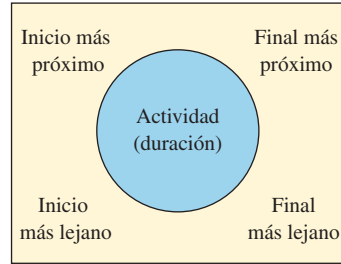 Inicio más
próximo
Final más
próximo
Actividad
(duración)
Inicio
más lejano
Final
más lejano